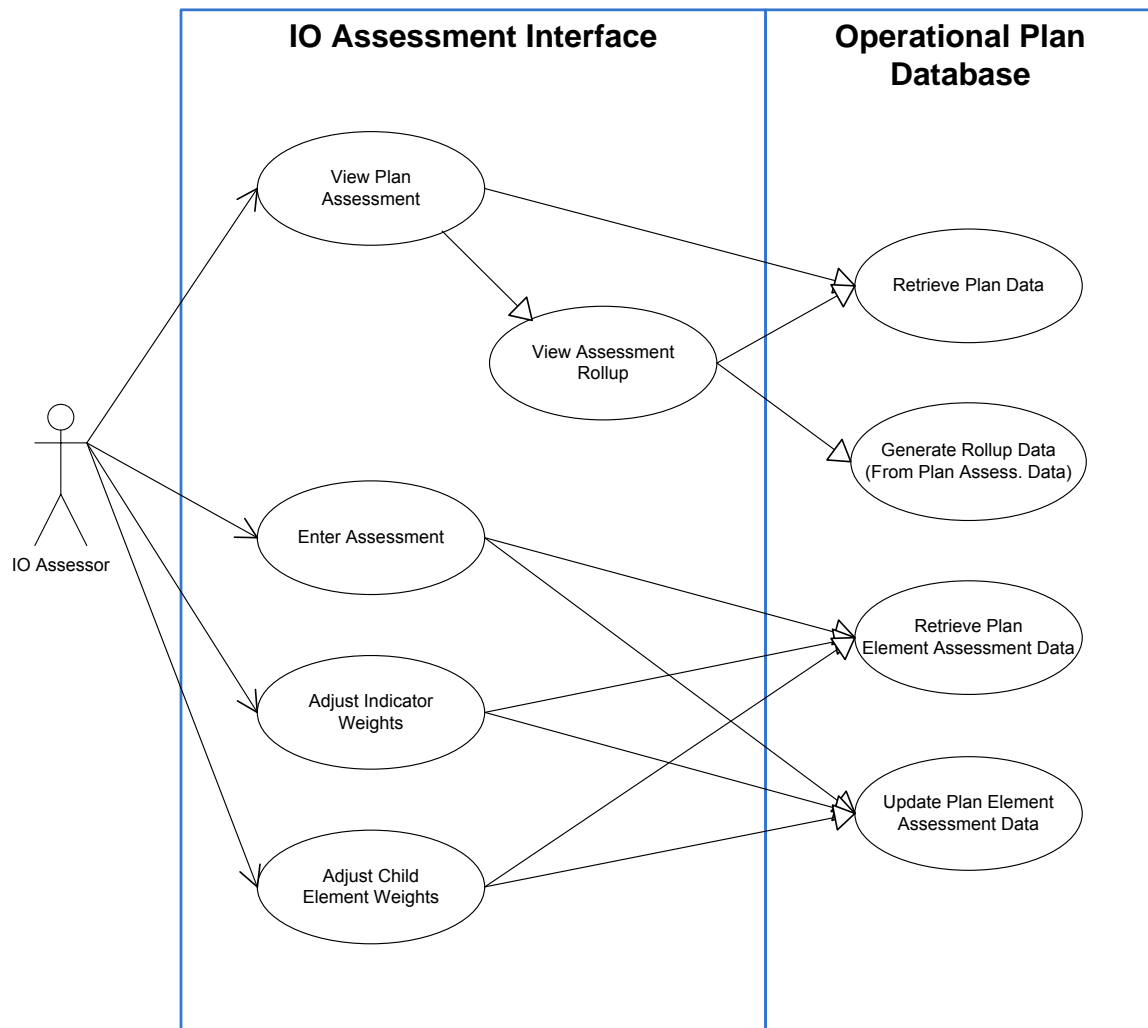 IO Assessment Interface
Operational Plan
Database
View Plan
Assessment
Retrieve Plan Data
View Assessment
Rollup
Generate Rollup Data
(From Plan Assess. Data)
IO Assessor
Enter Assessment
Retrieve Plan
Element Assessment Data
Adjust Indicator
Weights
Update Plan Element
Assessment Data
Adjust Child
Element Weights